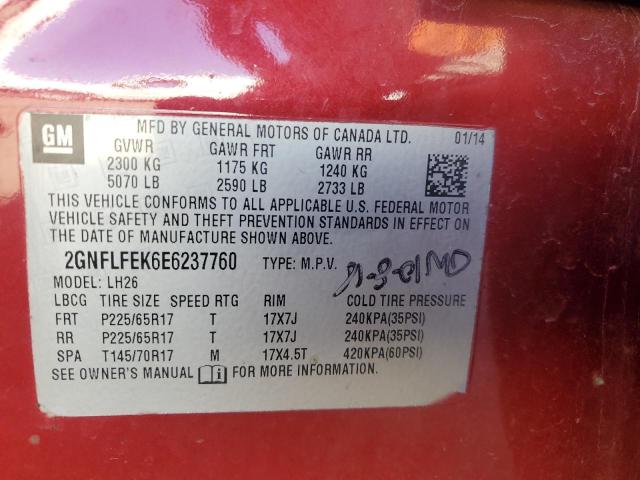 GM
MFD BY GENERAL MOTORS OF CANADA LTD. 01/14
GVWR GAWR FRT GAWR RR
2300 KG 1175 KG 1240 KG
5070 LB 2590 LB 2733 LB
THIS VEHICLE CONFORMS TO ALL APPLICABLE U.S. FEDERAL MOTOR
VEHICLE SAFETY AND THEFT PREVENTION STANDARDS IN EFFECT ON
THE DATE OF MANUFACTURE SHOWN ABOVE.
2GNFLFEK6E6237760 TYPE: M.P.V.
MODEL: LH26
LBCG TIRE SIZE SPEED RTG RIM COLD TIRE PRESSURE
FRT P225/65R17 T 17X7J 240KPA(35PSI)
RR P225/65R17 T 17X7J 240KPA(35PSI)
SPA T145/70R17 M 17X4.5T 420KPA(60PSI)
SEE OWNER'S MANUAL FOR MORE INFORMATION.